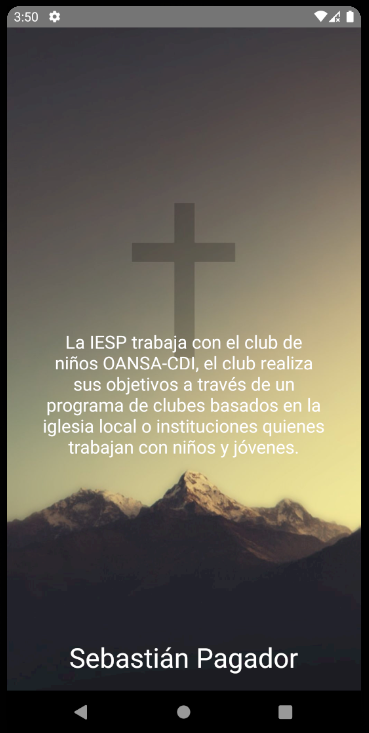 3:50
La IESP trabaja con el club de
niños OANSA-CDI, el club realiza
sus objetivos a través de un
programa de clubes basados en la
iglesia local o instituciones quienes
trabajan con niños y jóvenes.
Sebastián Pagador